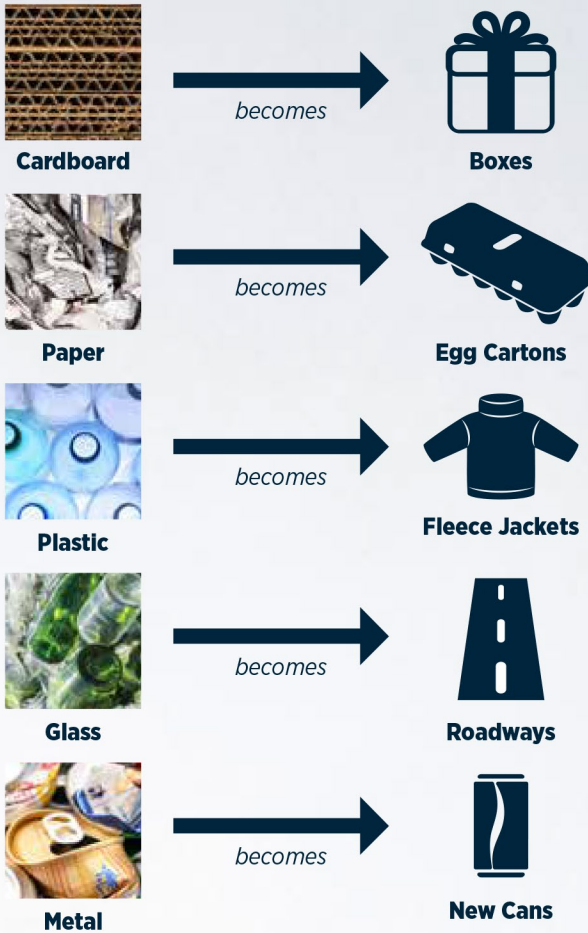 becomes
Cardboard
Boxes
becomes
Paper
Egg Cartons
becomes
Plastic
Fleece Jackets
becomes
Glass
Roadways
becomes
Metal
New Cans